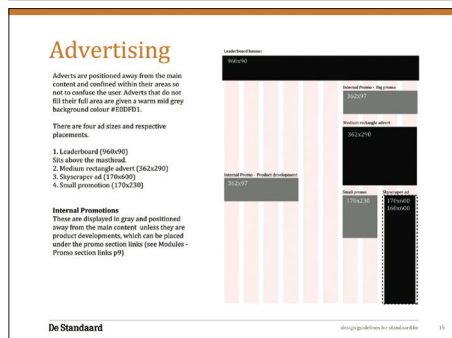 Advertising
Adverts are positioned away from the main
content and confined within their areas so
not to confuse the user. Adverts that do not
fill their full area are given a warm mid grey
background colour #E0DFD1.
There are four ad sizes and respective
placements.
1. Leaderboard (960x90)
Sits above the masthead.
2. Medium rectangle advert (362x290)
3. Skyscraper ad (170x600)
4. Small promotion (170x230)
Internal Promotions
These are displayed in gray and positioned
away from the main content unless they are
product developments, which can be placed
under the promo section links (see Modules -
Promo section links p9)
Leaderboard banner
960x90
Internal Promo - Big promo
362x97
Medium rectangle advert
362x290
Internal Promo - Product development
362x97
Small promo
170x230
Skyscraper ad
170x600
160x600
De Standaard
design guidelines for standaard.be
15